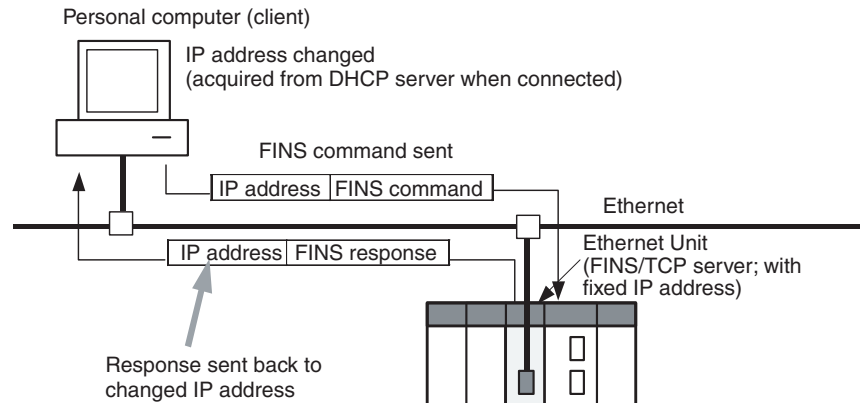 Personal computer (client)
IP address changed
(acquired from DHCP server when connected)
FINS command sent
IP address FINS command
Ethernet
IP address FINS response
Ethernet Unit
(FINS/TCP server; with
fixed IP address)
Response sent back to
changed IP address